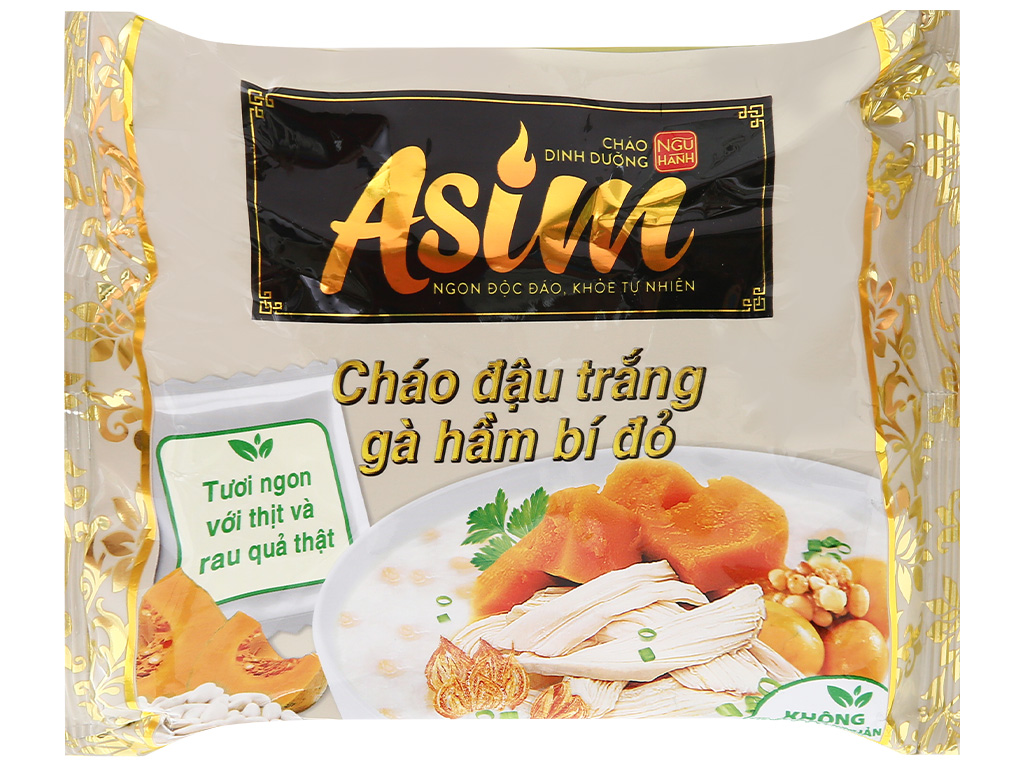 CHÁO
DINH DƯỠNG
NGŨ
HÀNH
Asim
NGON ĐỘC ĐÁO, KHỎE TỰ NHIÊN
Cháo đậu trắng
gà hầm bí đỏ
Tươi ngon
với thịt và
rau quả thật
KHÔNG